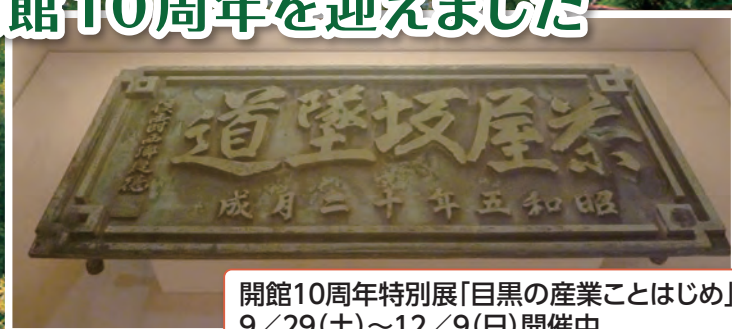 館10周年を迎えました
茶屋坂墜道
昭和五年十二月成
開館10周年特別展「目黒の産業ことはじめ」
9/29(土)~12/9(日)開催中